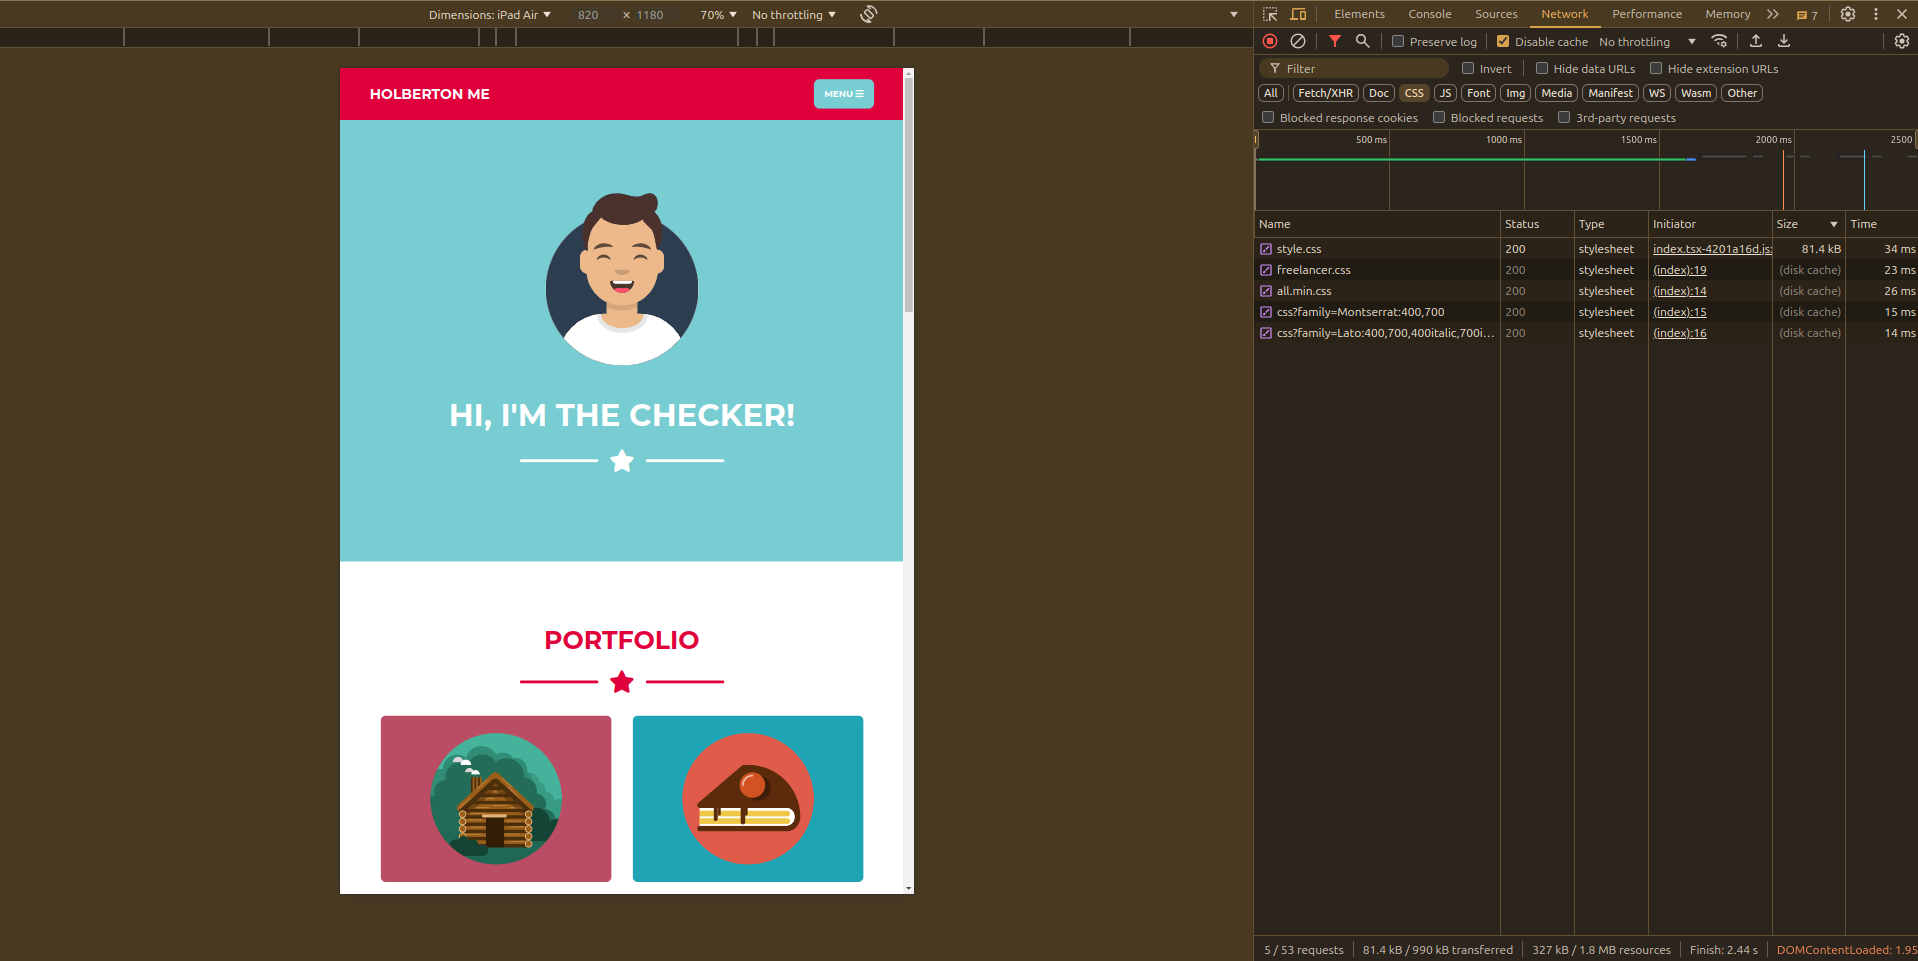 Dimensions: iPad Air ▼ 820 × 1180 70% ▼ No throttling ▼
HOLBERTON ME
MENU ☰
HI, I'M THE CHECKER!
PORTFOLIO
Elements Console Sources Network Performance Memory 7
Preserve log Disable cache No throttling
Filter Invert Hide data URLs Hide extension URLs
All Fetch/XHR Doc CSS JS Font Img Media Manifest WS Wasm Other
Blocked response cookies Blocked requests 3rd-party requests
500 ms 1000 ms 1500 ms 2000 ms 2500
Name Status Type Initiator Size ▼ Time
style.css 200 stylesheet index.tsx-4201a16d.js: 81.4 kB 34 ms
freelancer.css 200 stylesheet (index):19 (disk cache) 23 ms
all.min.css 200 stylesheet (index):14 (disk cache) 26 ms
css?family=Montserrat:400,700 200 stylesheet (index):15 (disk cache) 15 ms
css?family=Lato:400,700,400italic,700i... 200 stylesheet (index):16 (disk cache) 14 ms
5 / 53 requests 81.4 kB / 990 kB transferred 327 kB / 1.8 MB resources Finish: 2.44 s DOMContentLoaded: 1.95